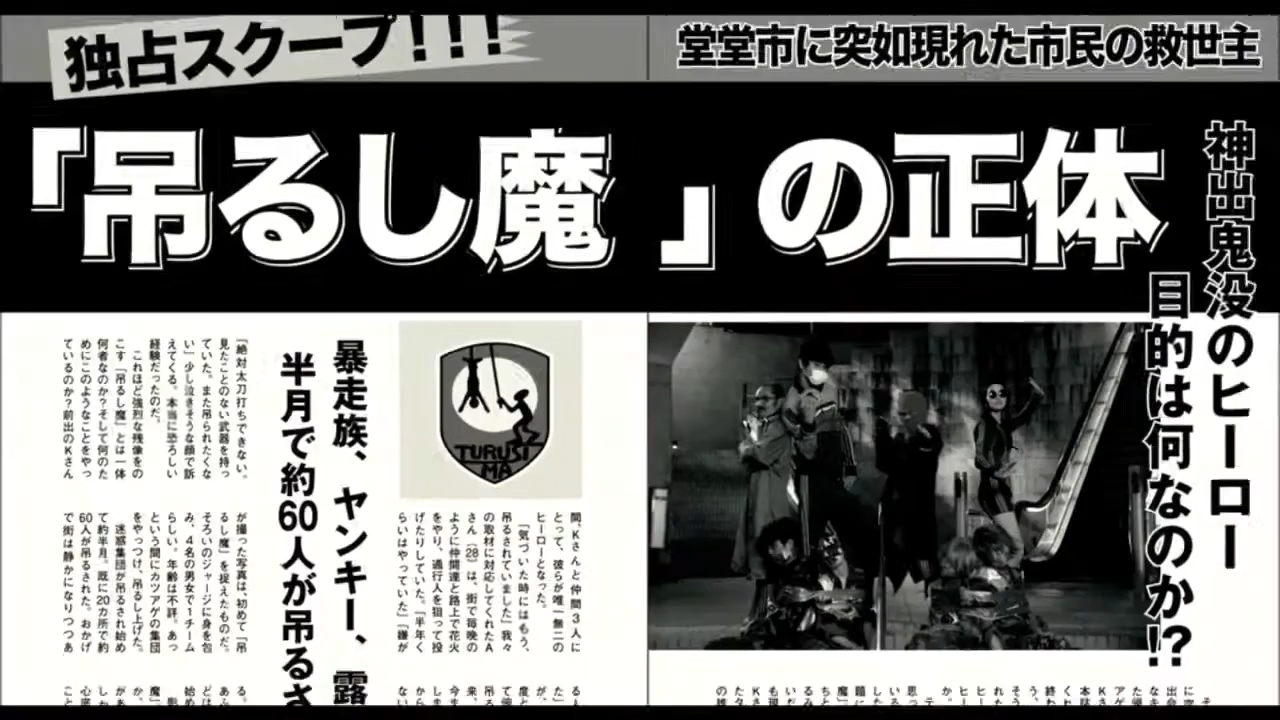 独占スクープ!!!
堂堂市に突如現れた市民の救世主
「吊るし魔」の正体
神出鬼没のヒーロー
目的は何なのか!?
TURUSI
MA
暴走族、ヤンキー、露
半月で約60人が吊るさ
「絶対太刀打ちできない。
見たことのない武器を持っ
ていた。また吊られたくな
い」少し泣きそうな顔で訴
えてくる。本当に恐ろしい
経験だったのだ。
これほど強烈な残像をの
こす「吊るし魔」とは一体
何者なのか?そして何のた
めにこのようなことをやっ
ているのか?前出のKさん
間、Kさんと仲間3人に
とって、彼らが唯一無二の
ヒーローとなった。
「気づいた時にはもう、
吊るされていました」我々
の取材に対応してくれたA
さん(28)は、街で毎晩の
ように仲間達と路上で花火
をやり、通行人を狙って投
げたりしていた。「半年く
らいはやっていた」「嫌が
が撮った写真は、初めて「吊
るし魔」を捉えたものだ。
そろいのジャージに身を包
み、4名の男女で1チーム
らしい。年齢は不詳。あっ
という間にカツアゲの集団
をやっつけ、吊るし上げた。
迷惑集団が吊るされ始め
て約半月。既に20カ所で約
60人が吊るされた。おかげ
で街は静かになりつつあ